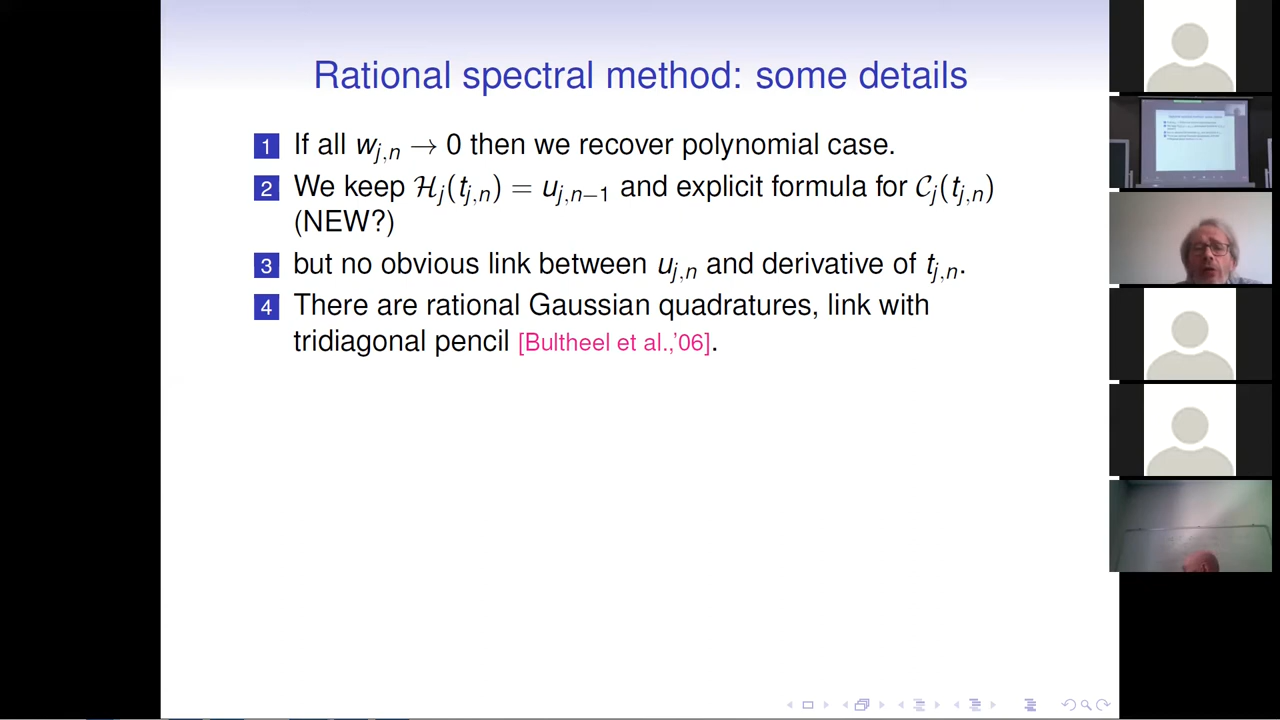 Rational spectral method: some details
1 If all w_{j,n} → 0 then we recover polynomial case.
2 We keep ℋ_j(t_{j,n}) = u_{j,n−1} and explicit formula for 𝒞_j(t_{j,n})
(NEW?)
3 but no obvious link between u_{j,n} and derivative of t_{j,n}.
4 There are rational Gaussian quadratures, link with
tridiagonal pencil [Bultheel et al.,'06].